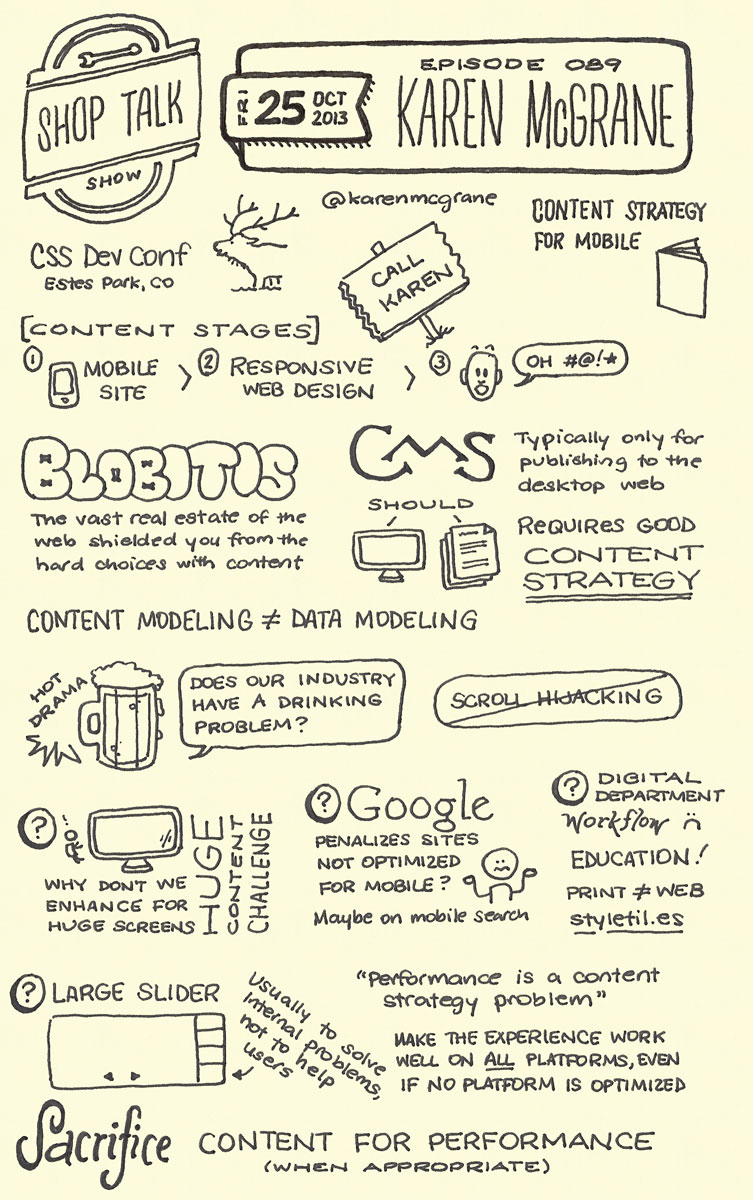 SHOP TALK
SHOW
EPISODE 089
FRI 25 OCT
2013
KAREN McGRANE
@karenmcgrane
CONTENT STRATEGY
FOR MOBILE
CSS Dev Conf
Estes Park, CO
CALL
KAREN
[CONTENT STAGES]
1 MOBILE
SITE
>
2 RESPONSIVE
WEB DESIGN
>
3
OH #@!*
BLOBITIS
The vast real estate of the
web shielded you from the
hard choices with content
CMS
SHOULD
Typically only for
publishing to the
desktop web
REQUIRES GOOD
CONTENT
STRATEGY
CONTENT MODELING ≠ DATA MODELING
HOT
DRAMA
DOES OUR INDUSTRY
HAVE A DRINKING
PROBLEM?
SCROLL HIJACKING
?
WHY DON'T WE
ENHANCE FOR
HUGE SCREENS
HUGE
CONTENT
CHALLENGE
? Google
PENALIZES SITES
NOT OPTIMIZED
FOR MOBILE?
Maybe on mobile search
? DIGITAL
DEPARTMENT
Workflow :(
EDUCATION!
PRINT ≠ WEB
styletil.es
? LARGE SLIDER
Usually to solve
internal problems,
not to help
users
"Performance is a content
strategy problem"
MAKE THE EXPERIENCE WORK
WELL ON ALL PLATFORMS, EVEN
IF NO PLATFORM IS OPTIMIZED
Sacrifice CONTENT FOR PERFORMANCE
(WHEN APPROPRIATE)